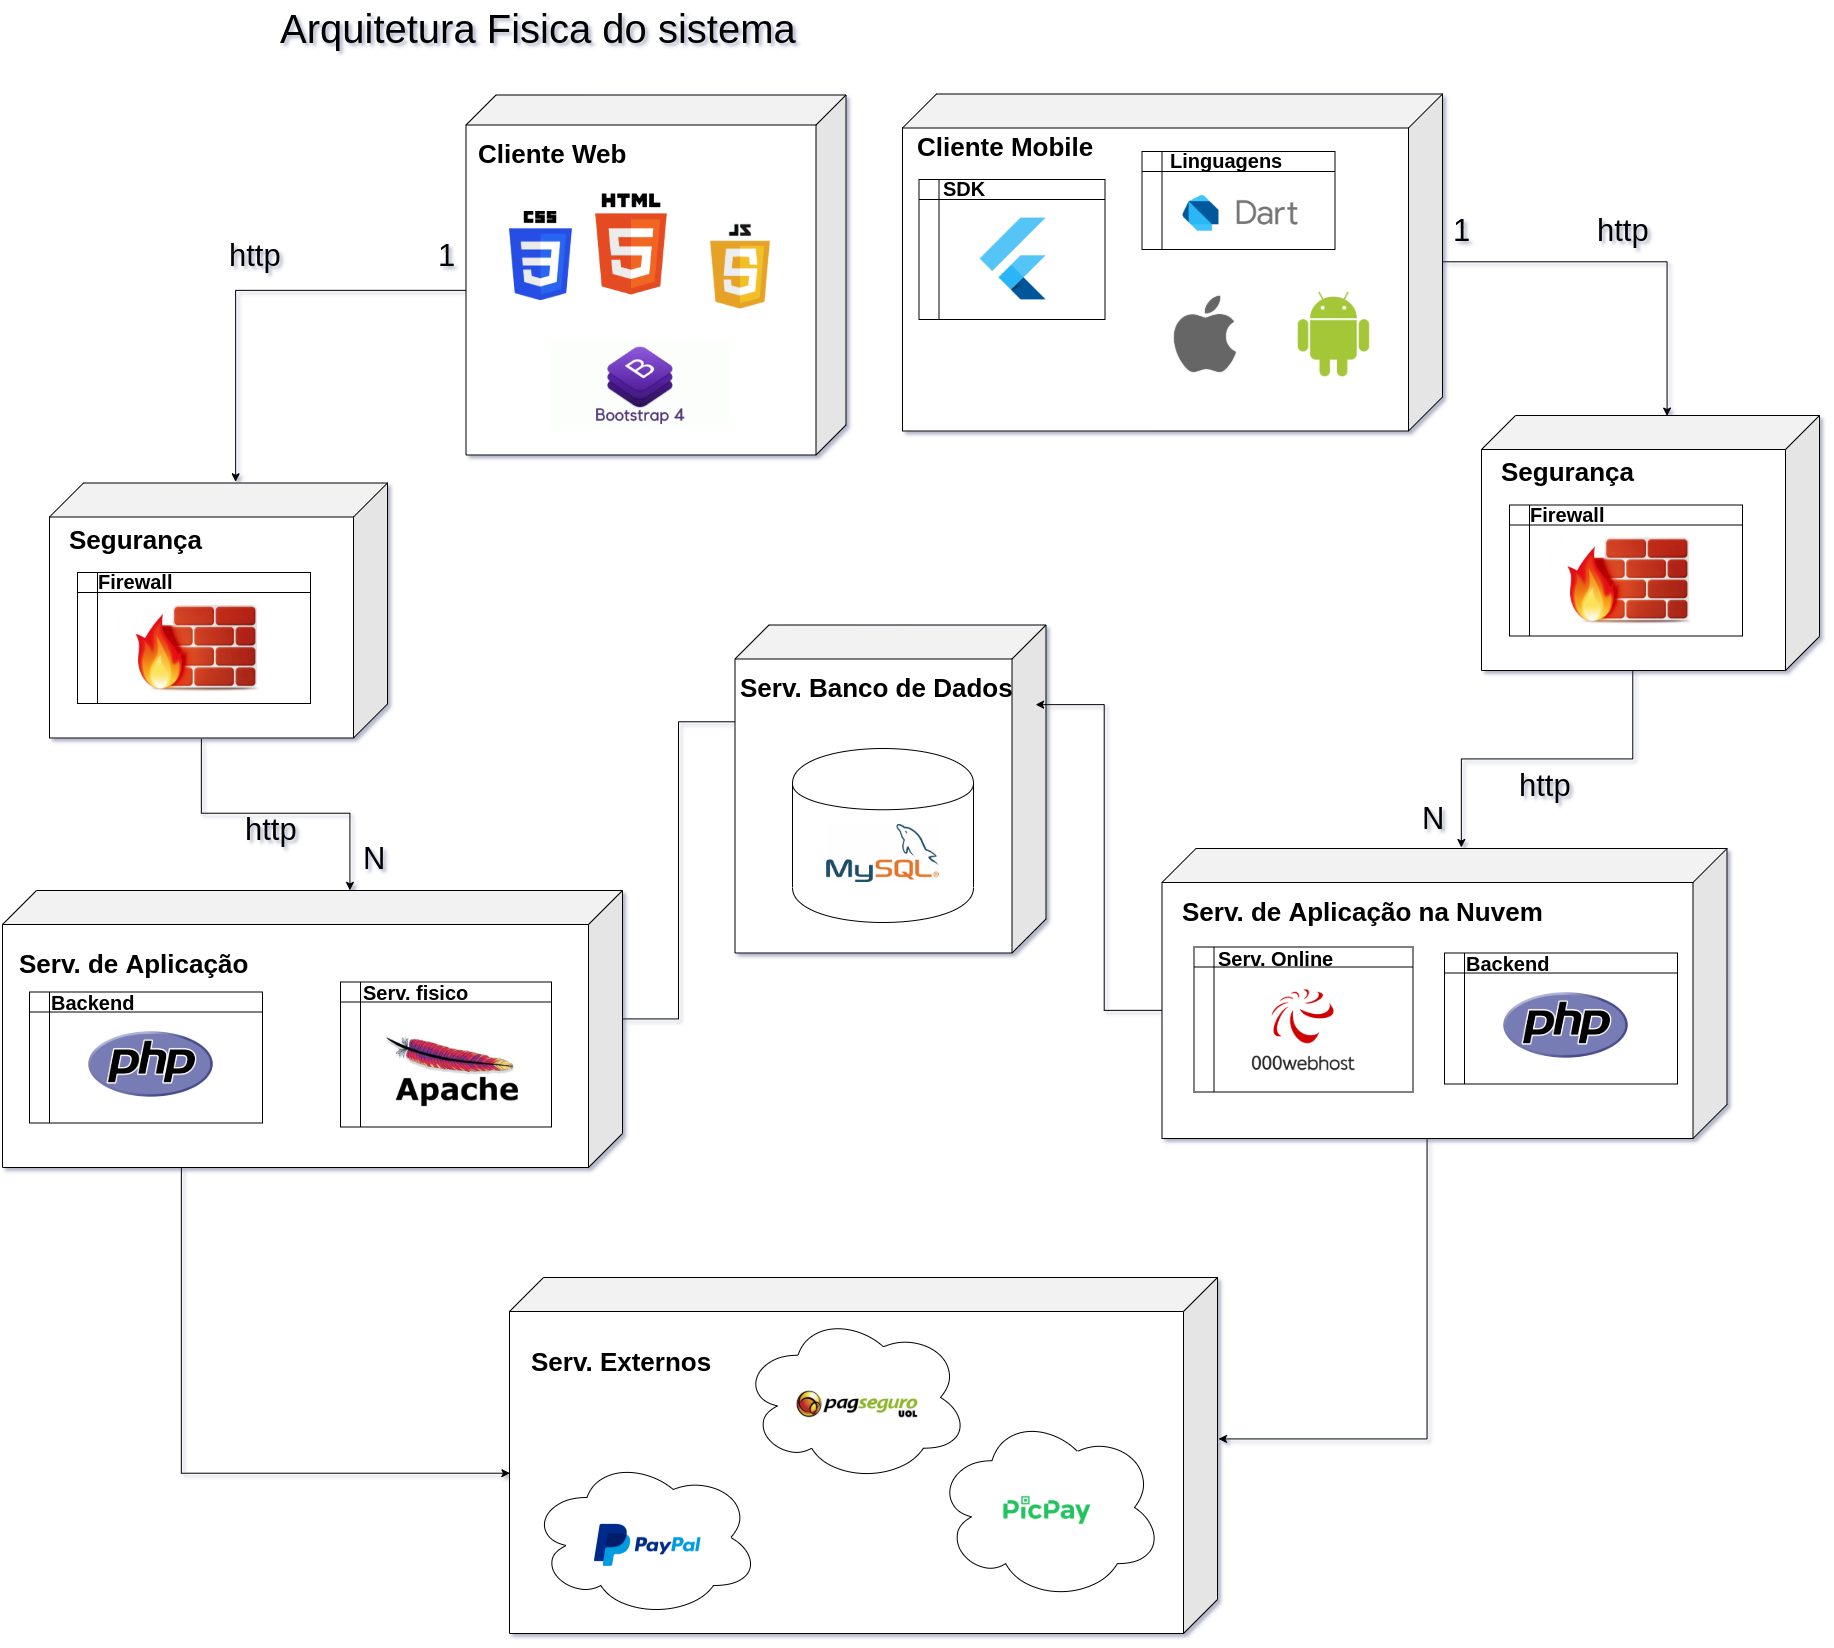 Arquitetura Fisica do sistema
Cliente Web
CSS
HTML
JS
Bootstrap 4
http
1
Cliente Mobile
SDK
Linguagens
Dart
1
http
Segurança
Firewall
Segurança
Firewall
http
N
Serv. Banco de Dados
MySQL®
http
N
Serv. de Aplicação
Backend
php
Serv. fisico
Apache
Serv. de Aplicação na Nuvem
Serv. Online
000webhost
Backend
php
Serv. Externos
pagseguro
UOL
PayPal
PicPay